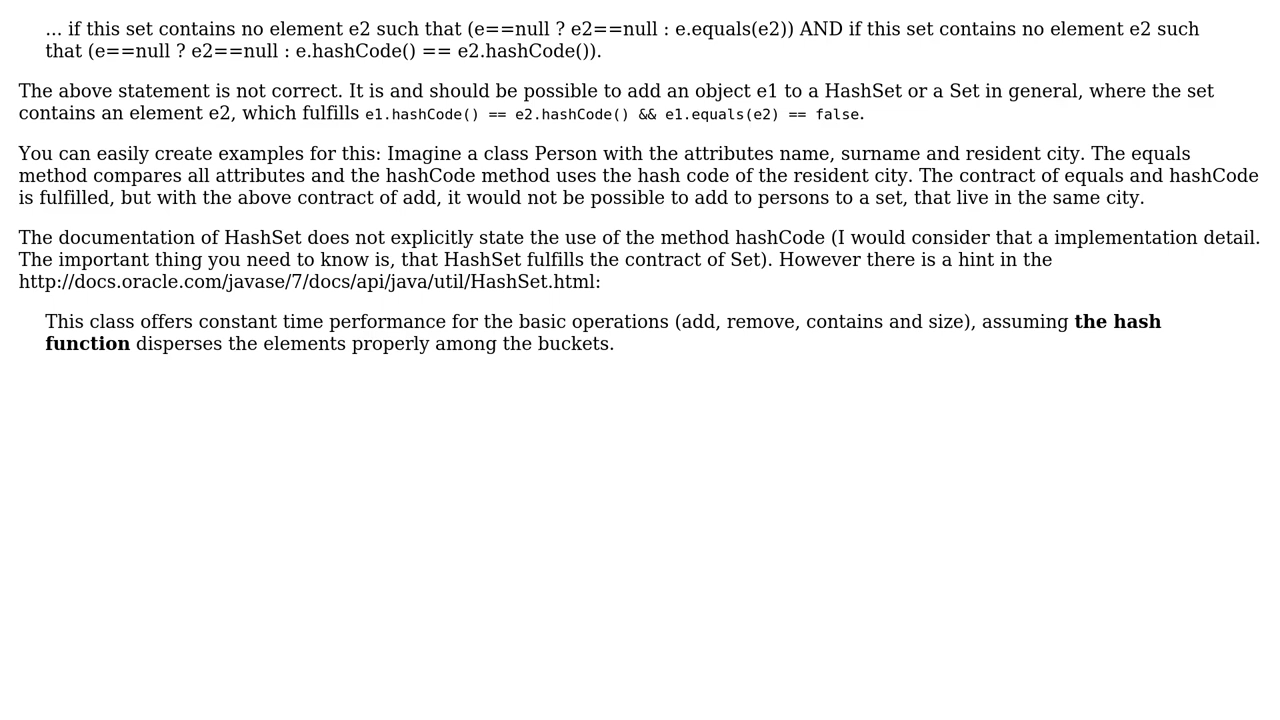 ... if this set contains no element e2 such that (e==null ? e2==null : e.equals(e2)) AND if this set contains no element e2 such
that (e==null ? e2==null : e.hashCode() == e2.hashCode()).
The above statement is not correct. It is and should be possible to add an object e1 to a HashSet or a Set in general, where the set
contains an element e2, which fulfills e1.hashCode() == e2.hashCode() && e1.equals(e2) == false.
You can easily create examples for this: Imagine a class Person with the attributes name, surname and resident city. The equals
method compares all attributes and the hashCode method uses the hash code of the resident city. The contract of equals and hashCode
is fulfilled, but with the above contract of add, it would not be possible to add to persons to a set, that live in the same city.
The documentation of HashSet does not explicitly state the use of the method hashCode (I would consider that a implementation detail.
The important thing you need to know is, that HashSet fulfills the contract of Set). However there is a hint in the
http://docs.oracle.com/javase/7/docs/api/java/util/HashSet.html:
This class offers constant time performance for the basic operations (add, remove, contains and size), assuming the hash
function disperses the elements properly among the buckets.